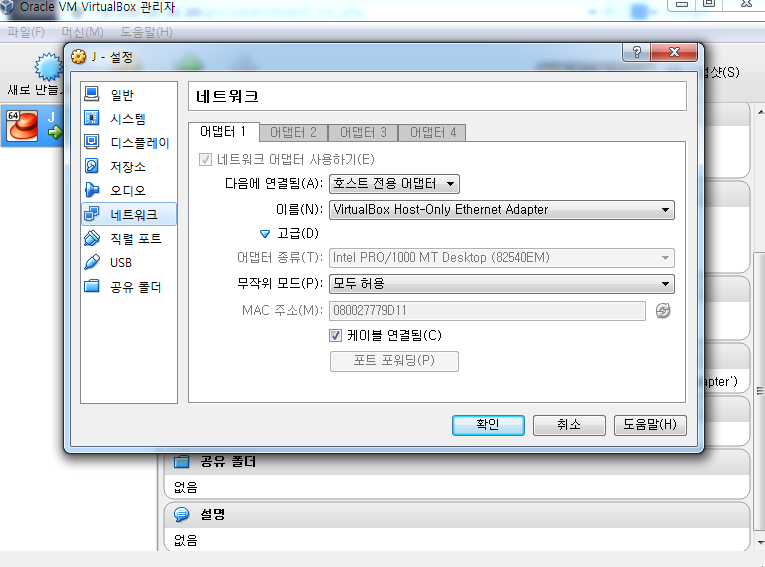 Oracle VM VirtualBox 관리자
파일(F) 머신(M) 도움말(H)
새로 만들
샷(S)
64
J
J - 설정
일반
시스템
디스플레이
저장소
오디오
네트워크
직렬 포트
USB
공유 폴더
네트워크
어댑터 1 어댑터 2 어댑터 3 어댑터 4
네트워크 어댑터 사용하기(E)
다음에 연결됨(A): 호스트 전용 어댑터
이름(N): VirtualBox Host-Only Ethernet Adapter
고급(D)
어댑터 종류(T): Intel PRO/1000 MT Desktop (82540EM)
무작위 모드(P): 모두 허용
MAC 주소(M): 080027779D11
케이블 연결됨(C)
포트 포워딩(P)
apter')
확인 취소 도움말(H)
공유 폴더
없음
설명
없음